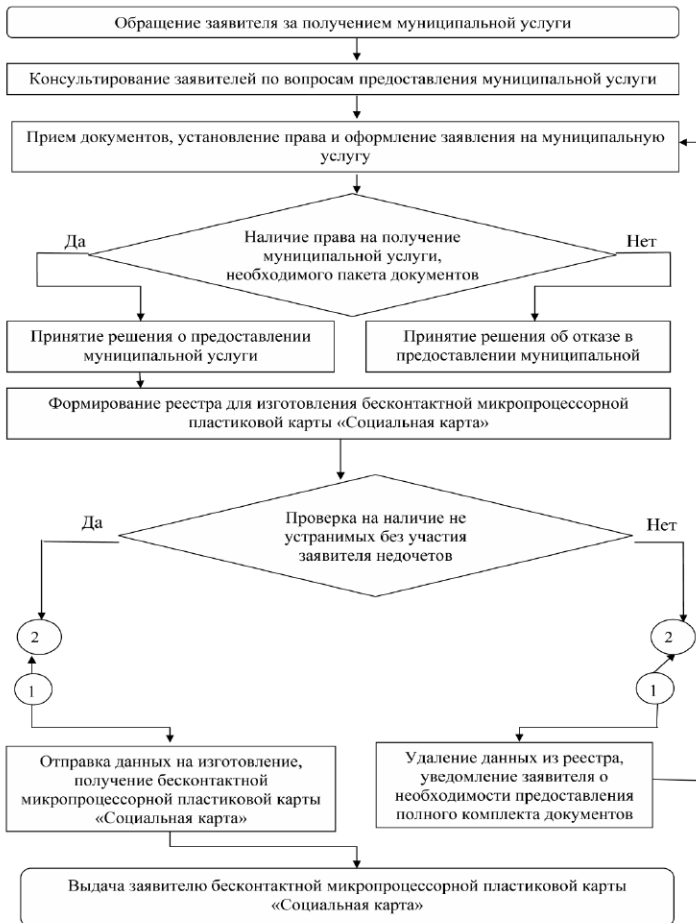 Обращение заявителя за получением муниципальной услуги
Консультирование заявителей по вопросам предоставления муниципальной услуги
Прием документов, установление права и оформление заявления на муниципальную
услугу
Да
Наличие права на получение
муниципальной услуги,
необходимого пакета документов
Нет
Принятие решения о предоставлении
муниципальной услуги
Принятие решения об отказе в
предоставлении муниципальной
Формирование реестра для изготовления бесконтактной микропроцессорной
пластиковой карты «Социальная карта»
Да
Проверка на наличие не
устранимых без участия
заявителя недочетов
Нет
2
2
1
1
Отправка данных на изготовление,
получение бесконтактной
микропроцессорной пластиковой карты
«Социальная карта»
Удаление данных из реестра,
уведомление заявителя о
необходимости предоставления
полного комплекта документов
Выдача заявителю бесконтактной микропроцессорной пластиковой карты
«Социальная карта»